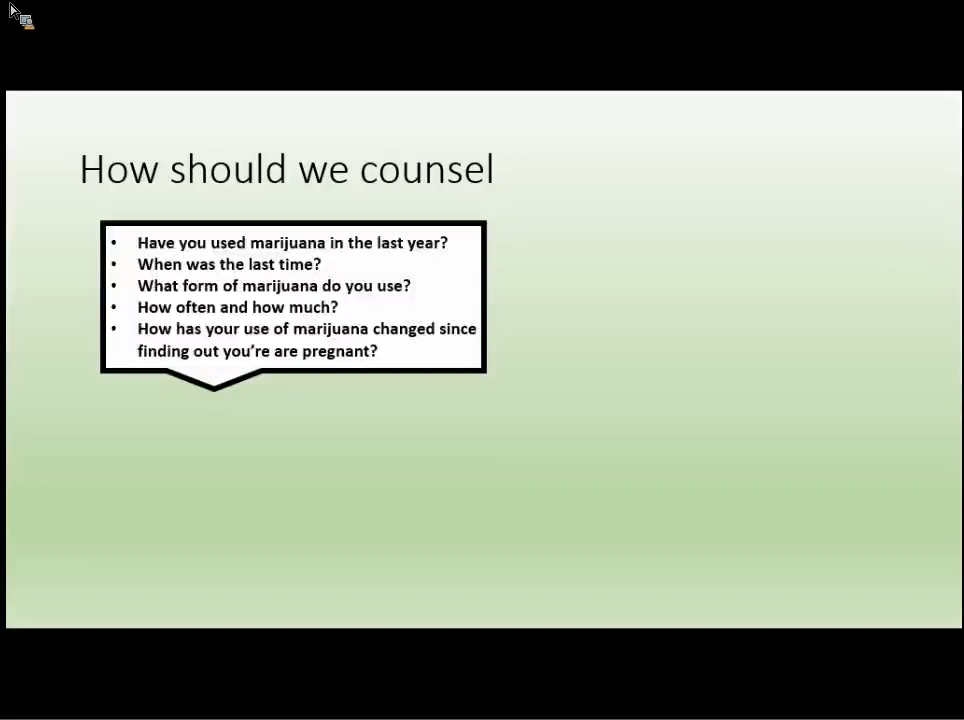 How should we counsel
• Have you used marijuana in the last year?
• When was the last time?
• What form of marijuana do you use?
• How often and how much?
• How has your use of marijuana changed since
finding out you’re are pregnant?